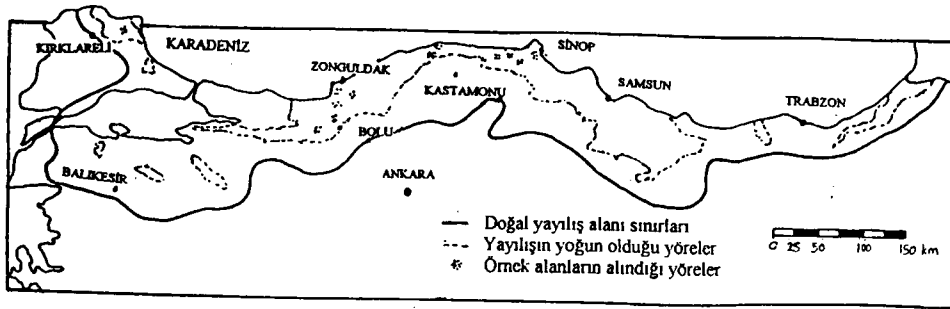 KIRKLARELİ
KARADENİZ
SİNOP
ZONGULDAK
KASTAMONU
SAMSUN
TRABZON
BOLU
BALIKESİR
ANKARA
Doğal yayılış alanı sınırları
Yayılışın yoğun olduğu yöreler
Örnek alanların alındığı yöreler
0 25 50 100 150 km